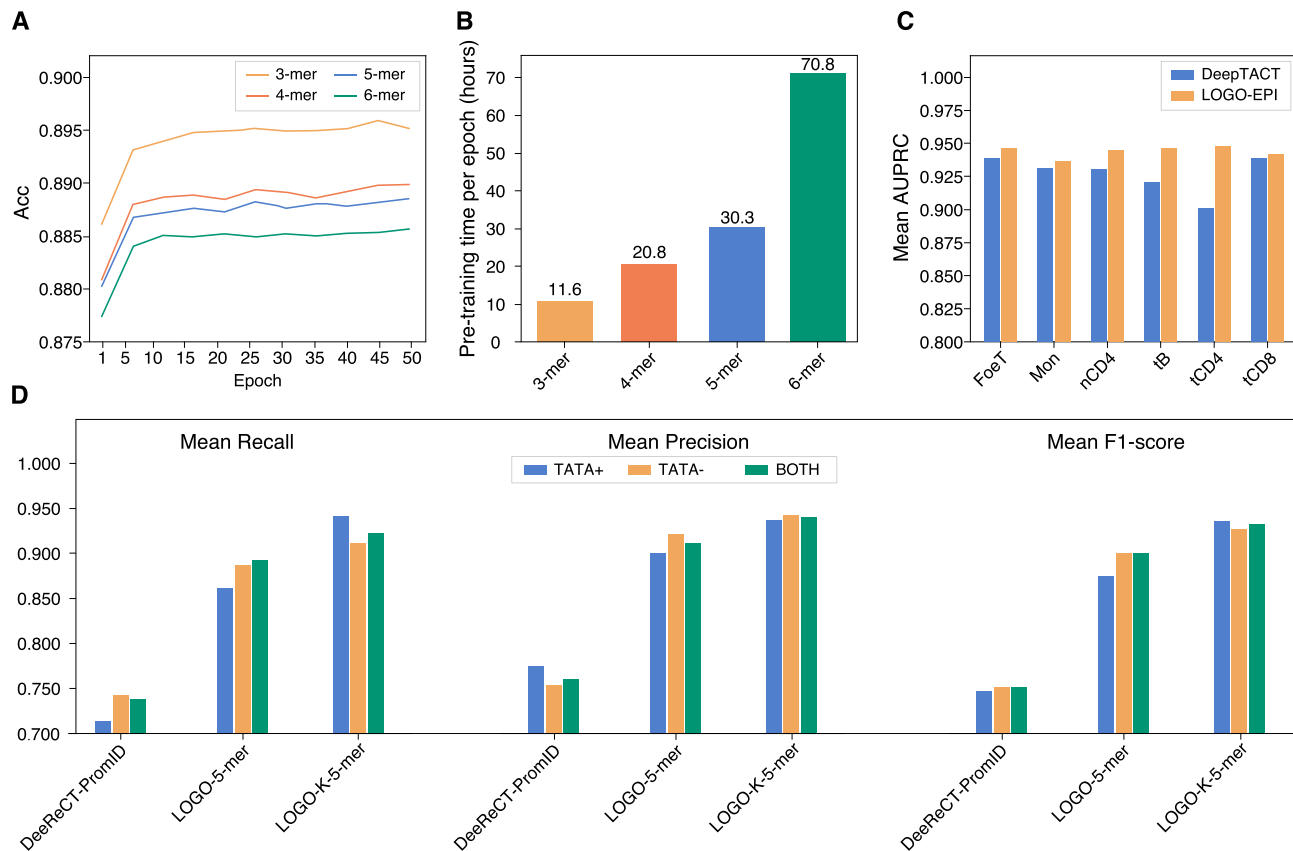 A
0.900
0.895
0.890
0.885
0.880
0.875
Acc
3-mer
5-mer
4-mer
6-mer
1 5 10 15 20 25 30 35 40 45 50
Epoch
B
Pre-training time per epoch (hours)
70
60
50
40
30
20
10
0
11.6
20.8
30.3
70.8
3-mer
4-mer
5-mer
6-mer
C
Mean AUPRC
1.000
0.975
0.950
0.925
0.900
0.875
0.850
0.825
0.800
DeepTACT
LOGO-EPI
FoeT
Mon
nCD4
tB
tCD4
tCD8
D
Mean Recall
Mean Precision
Mean F1-score
TATA+ TATA- BOTH
1.000
0.950
0.900
0.850
0.800
0.750
0.700
DeeReCT-PromID
LOGO-5-mer
LOGO-K-5-mer
DeeReCT-PromID
LOGO-5-mer
LOGO-K-5-mer
DeeReCT-PromID
LOGO-5-mer
LOGO-K-5-mer